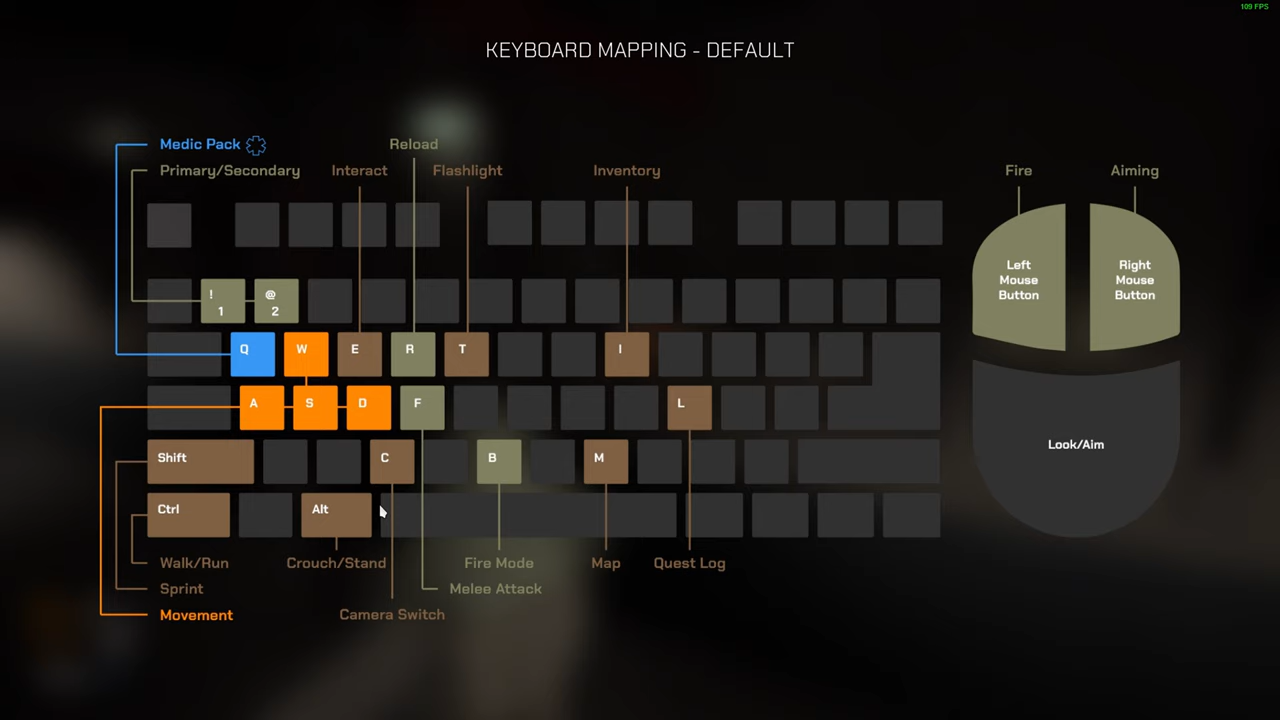 109 FPS
KEYBOARD MAPPING - DEFAULT
Medic Pack
Reload
Primary/Secondary
Interact
Flashlight
Inventory
Fire
Aiming
! 1
@ 2
Left Mouse Button
Right Mouse Button
Q W E R T I
A S D F L
Look/Aim
Shift C B M
Ctrl Alt
Walk/Run
Crouch/Stand
Fire Mode
Map
Quest Log
Sprint
Melee Attack
Movement
Camera Switch